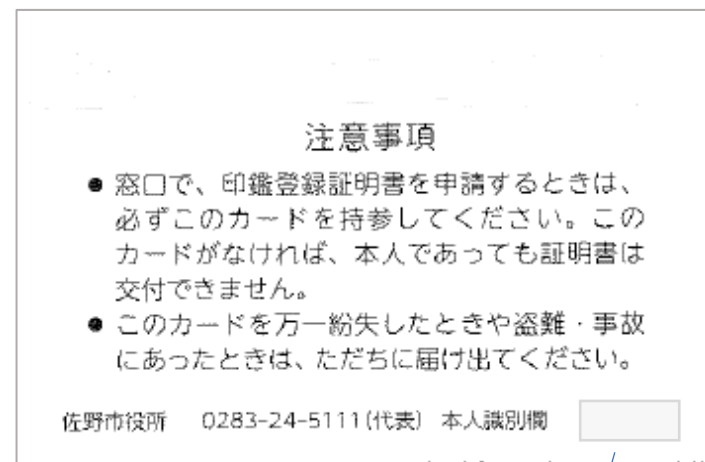 注意事項
● 窓口で、印鑑登録証明書を申請するときは、
必ずこのカードを持参してください。この
カードがなければ、本人であっても証明書は
交付できません。
● このカードを万一紛失したときや盗難・事故
にあったときは、ただちに届け出てください。
佐野市役所 0283-24-5111(代表) 本人識別欄